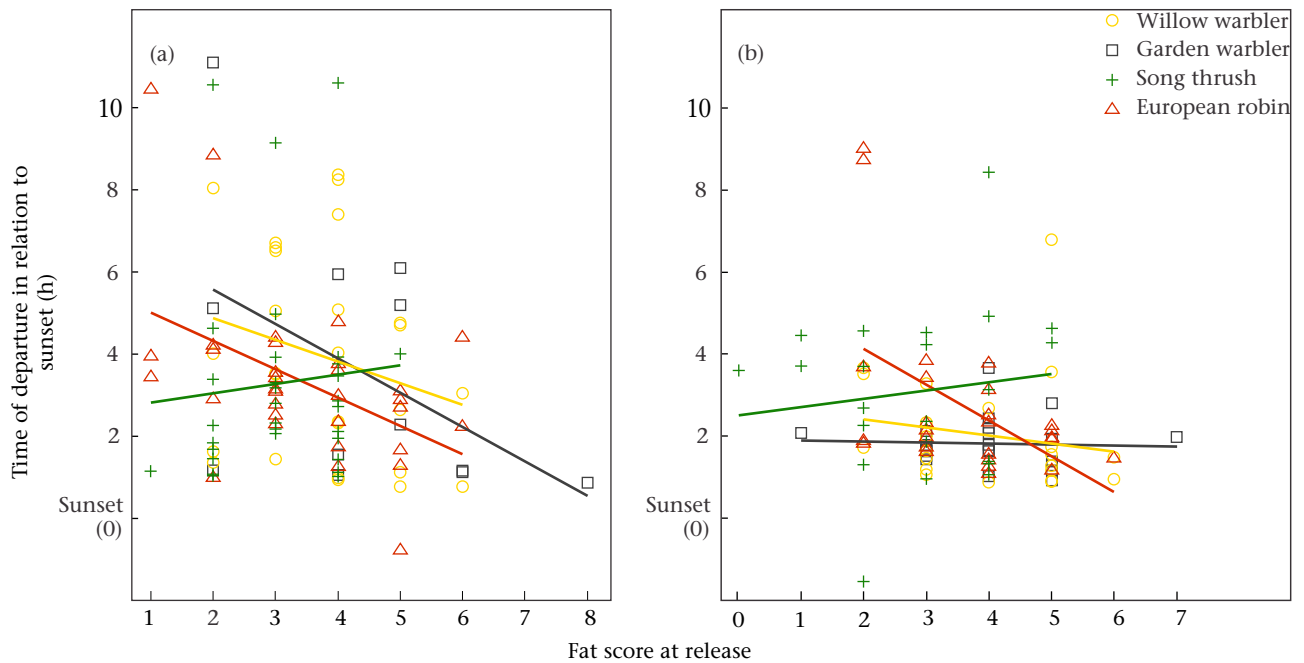 (a)
(b)
Willow warbler
Garden warbler
Song thrush
European robin
10
8
6
4
2
Sunset
(0)
10
8
6
4
2
Sunset
(0)
Time of departure in relation to
sunset (h)
1 2 3 4 5 6 7 8
0 1 2 3 4 5 6 7
Fat score at release